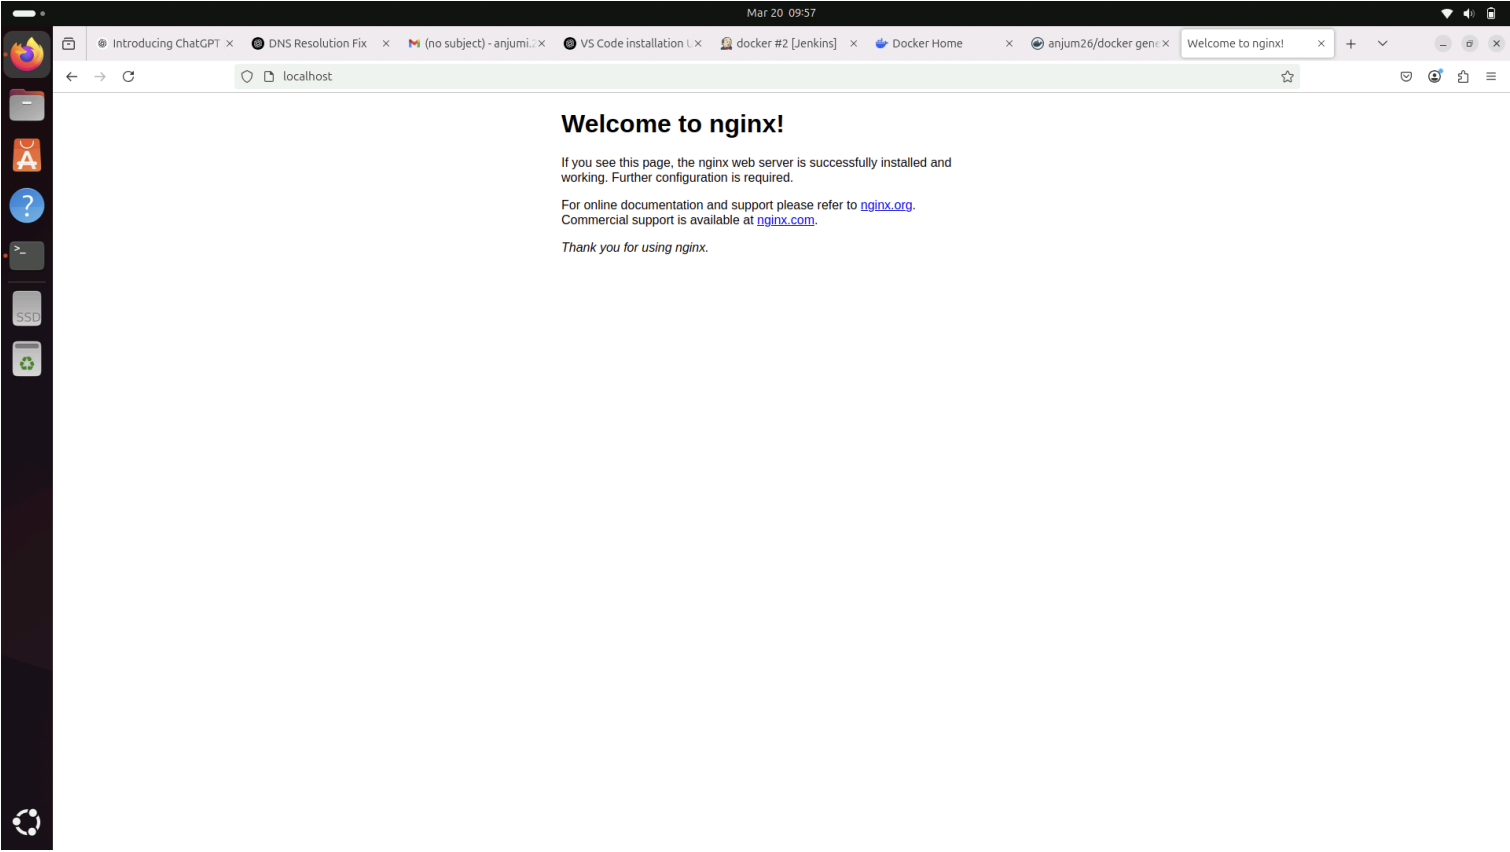 Mar 20 09:57
Introducing ChatGPT
DNS Resolution Fix
(no subject) - anjumi.2
VS Code installation
docker #2 [Jenkins]
Docker Home
anjum26/docker gene
Welcome to nginx!
localhost
Welcome to nginx!
If you see this page, the nginx web server is successfully installed and
working. Further configuration is required.
For online documentation and support please refer to nginx.org.
Commercial support is available at nginx.com.
Thank you for using nginx.
>_
SSD